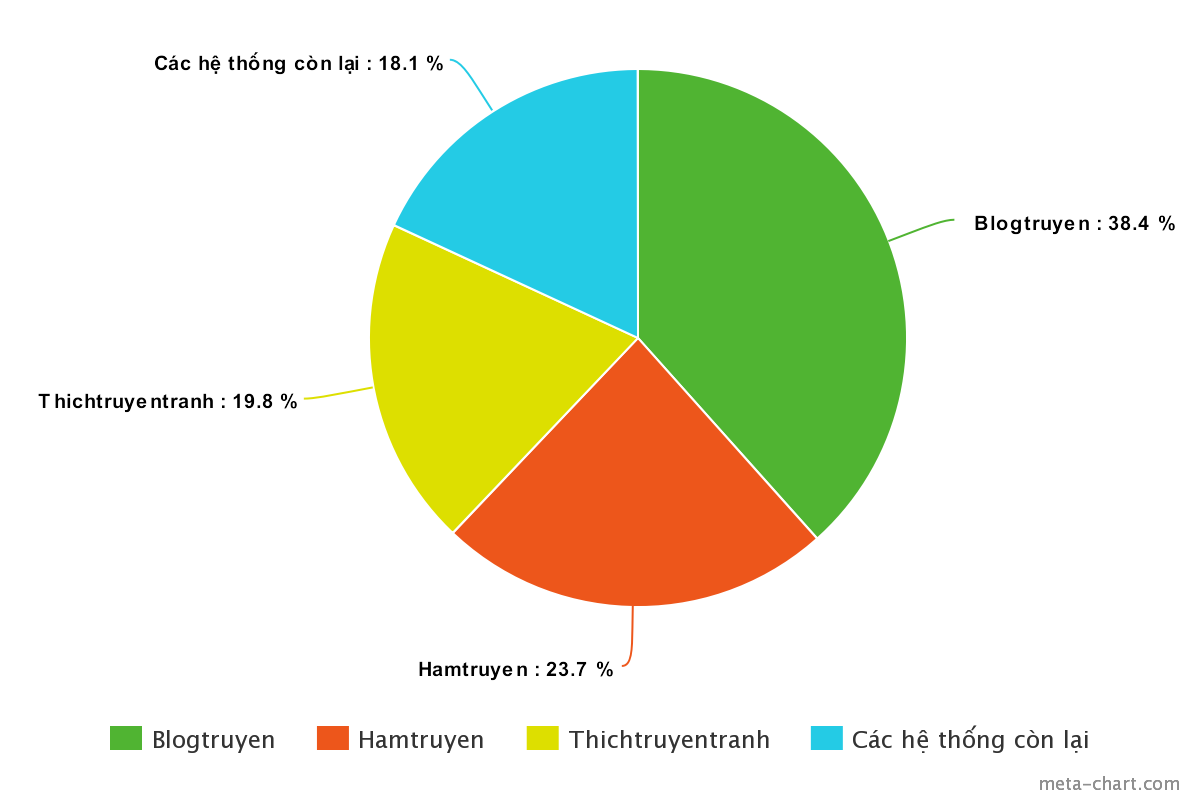 Các hệ thống còn lại : 18.1 %
Blogtruyen : 38.4 %
Thichtruyentranh : 19.8 %
Hamtruyen : 23.7 %
Blogtruyen
Hamtruyen
Thichtruyentranh
Các hệ thống còn lại
meta-chart.com